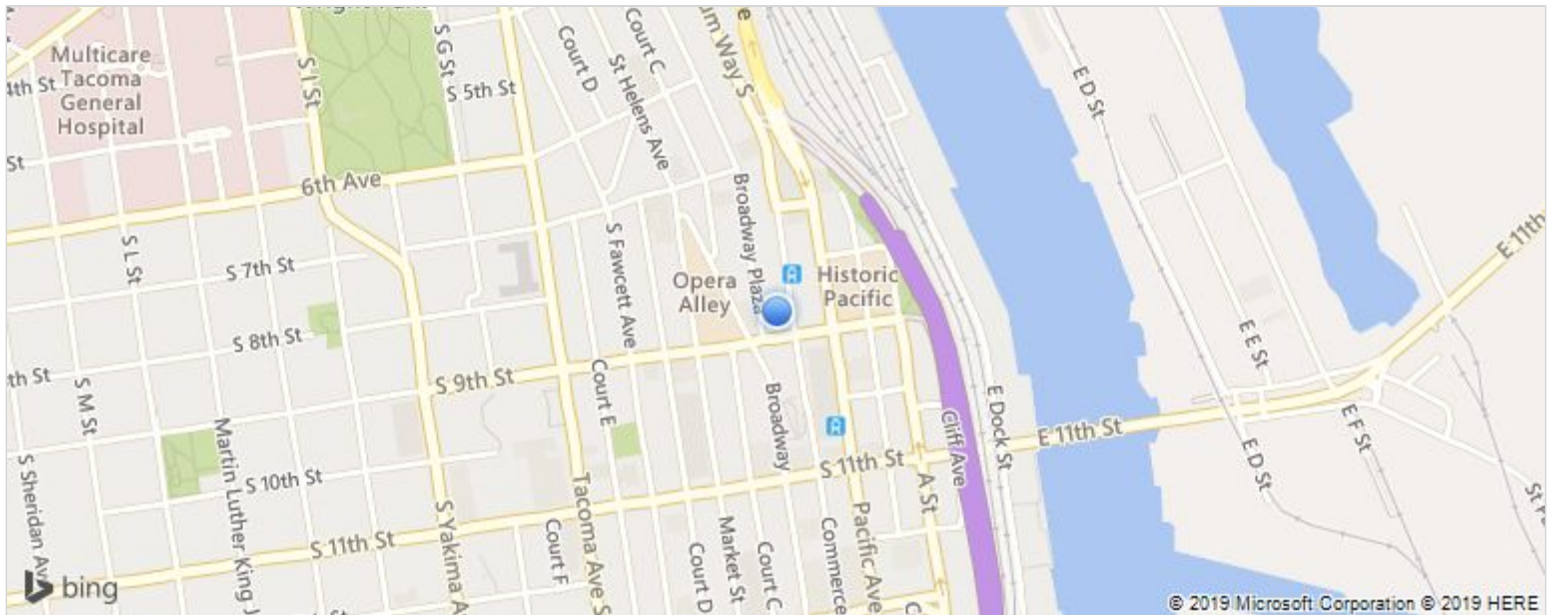 Multicare
Tacoma
General
Hospital
4th St
S I St
S G St
S 5th St
Court D
Court C
St Helens Ave
um Way S
e
St
6th Ave
S L St
S 7th St
S Fawcett Ave
Broadway Plaza
Opera
Alley
Historic
Pacific
S 8th St
th St
S M St
S 9th St
Court E
Broadway
Cliff Ave
E Dock St
E D St
E E St
E 11th
E 11th St
E F St
E D St
S 11th St
A St
S Sheridan Av
Martin Luther King J
S 10th St
S Yakima A
S 11th St
Court F
Tacoma Ave S
Court D
Market St
Court C
Commerce
Pacific Ave
C
St
bing
© 2019 Microsoft Corporation © 2019 HERE